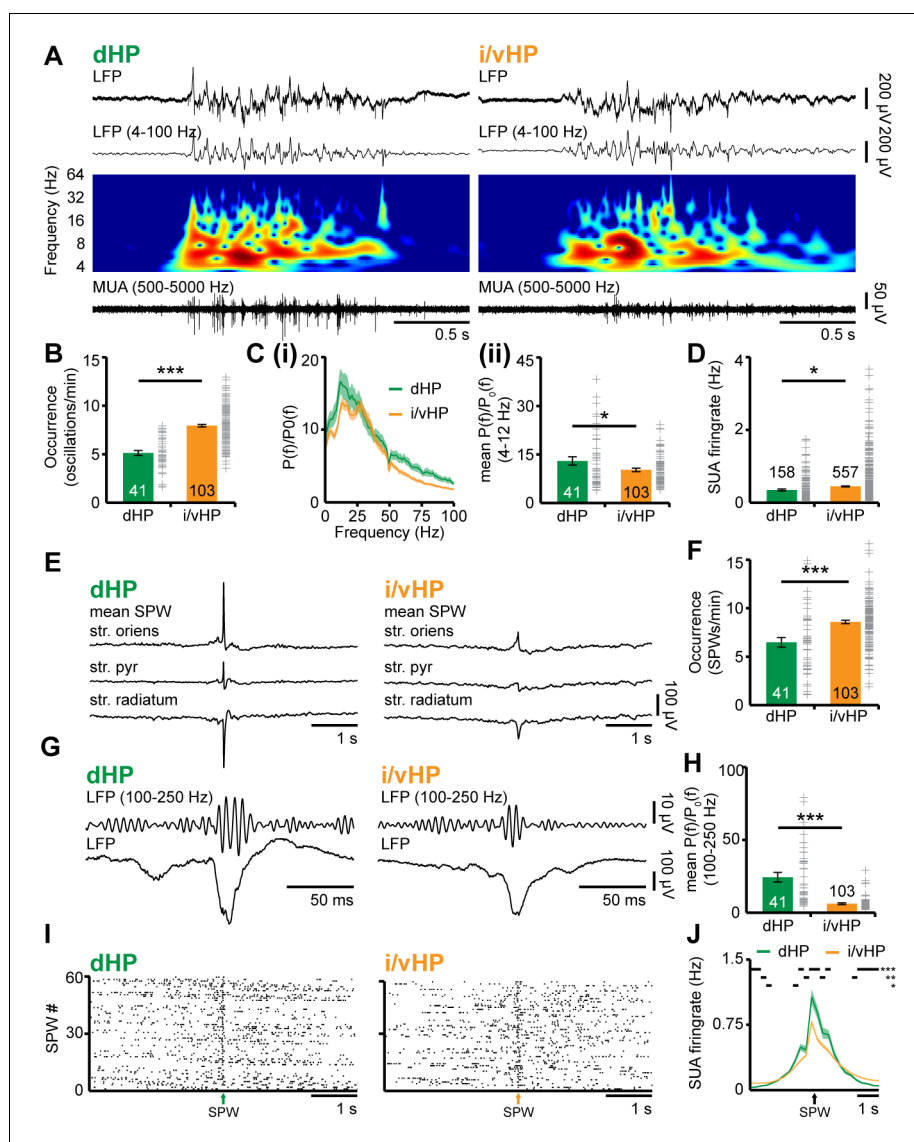 A
dHP
i/vHP
LFP
LFP
200 µV/200 µV
LFP (4-100 Hz)
LFP (4-100 Hz)
Frequency (Hz)
64
32
16
8
4
MUA (500-5000 Hz)
MUA (500-5000 Hz)
50 µV
0.5 s
0.5 s
B
Occurrence
(oscillations/min)
15
10
5
0
***
41
103
dHP
i/vHP
C (i)
P(f)/P0(f)
20
10
0
dHP
i/vHP
0
25
50
75
100
Frequency (Hz)
(ii)
mean P(f)/P₀(f)
(4-12 Hz)
45
30
15
0
*
41
103
dHP
i/vHP
D
SUA firingrate (Hz)
4
2
0
*
158
557
dHP
i/vHP
E
dHP
i/vHP
mean SPW
str. oriens
str. oriens
str. pyr
str. pyr
str. radiatum
str. radiatum
100 µV
1 s
1 s
F
Occurrence
(SPWs/min)
15
10
5
0
***
41
103
dHP
i/vHP
G
dHP
i/vHP
LFP (100-250 Hz)
LFP (100-250 Hz)
10 µV
LFP
LFP
100 µV
50 ms
50 ms
H
mean P(f)/P₀(f)
(100-250 Hz)
100
50
0
***
41
103
dHP
i/vHP
I
dHP
i/vHP
SPW #
60
30
0
SPW
SPW
1 s
1 s
J
dHP
i/vHP
SUA firingrate (Hz)
1.5
0.75
0
***
**
*
SPW
1 s